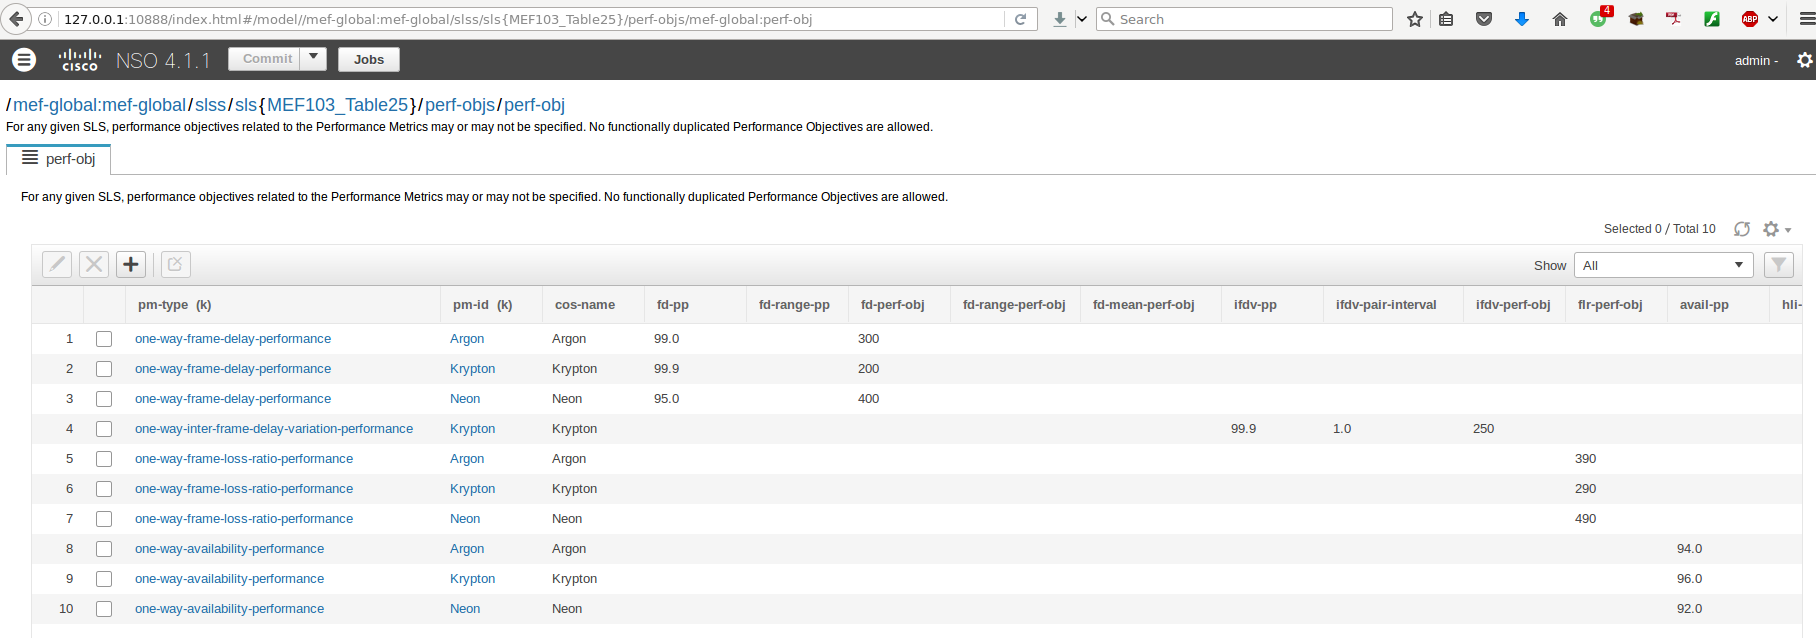 127.0.0.1:10888/index.html#/model//mef-global:mef-global/slss/sls{MEF103_Table25}/perf-objs/mef-global:perf-obj
Search
4
ABP
CISCO NSO 4.1.1 Commit Jobs admin -
/mef-global:mef-global/slss/sls{MEF103_Table25}/perf-objs/perf-obj
For any given SLS, performance objectives related to the Performance Metrics may or may not be specified. No functionally duplicated Performance Objectives are allowed.
perf-obj
For any given SLS, performance objectives related to the Performance Metrics may or may not be specified. No functionally duplicated Performance Objectives are allowed.
Selected 0 / Total 10
Show All
pm-type (k) pm-id (k) cos-name fd-pp fd-range-pp fd-perf-obj fd-range-perf-obj fd-mean-perf-obj ifdv-pp ifdv-pair-interval ifdv-perf-obj flr-perf-obj avail-pp hli-
1 one-way-frame-delay-performance Argon Argon 99.0 300
2 one-way-frame-delay-performance Krypton Krypton 99.9 200
3 one-way-frame-delay-performance Neon Neon 95.0 400
4 one-way-inter-frame-delay-variation-performance Krypton Krypton 99.9 1.0 250
5 one-way-frame-loss-ratio-performance Argon Argon 390
6 one-way-frame-loss-ratio-performance Krypton Krypton 290
7 one-way-frame-loss-ratio-performance Neon Neon 490
8 one-way-availability-performance Argon Argon 94.0
9 one-way-availability-performance Krypton Krypton 96.0
10 one-way-availability-performance Neon Neon 92.0